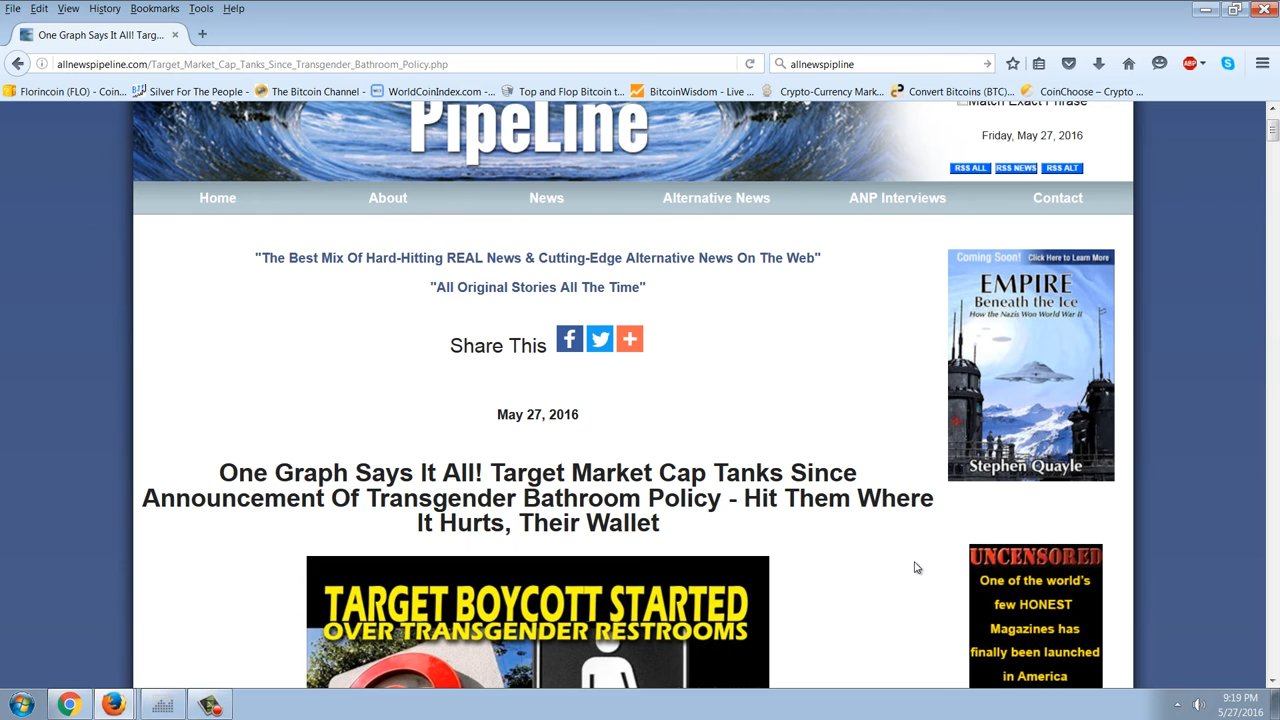 File Edit View History Bookmarks Tools Help
One Graph Says It All! Targ...
allnewspipeline.com/Target_Market_Cap_Tanks_Since_Transgender_Bathroom_Policy.php
allnewspipline
ABP
Florincoin (FLO) - Coin...
Silver For The People -
The Bitcoin Channel -
WorldCoinIndex.com -...
Top and Flop Bitcoin t...
BitcoinWisdom - Live ...
Crypto-Currency Mark...
Convert Bitcoins (BTC)...
CoinChoose - Crypto ...
PipeLine
Match Exact Phrase
Friday, May 27, 2016
RSS ALL RSS NEWS RSS ALT
Home About News Alternative News ANP Interviews Contact
"The Best Mix Of Hard-Hitting REAL News & Cutting-Edge Alternative News On The Web"
"All Original Stories All The Time"
Share This
May 27, 2016
One Graph Says It All! Target Market Cap Tanks Since
Announcement Of Transgender Bathroom Policy - Hit Them Where
It Hurts, Their Wallet
TARGET BOYCOTT STARTED
OVER TRANSGENDER RESTROOMS
Coming Soon! Click Here to Learn More
EMPIRE
Beneath the Ice
How the Nazis Won World War II
Stephen Quayle
UNCENSORED
One of the world's
few HONEST
Magazines has
finally been launched
in America
9:19 PM
5/27/2016